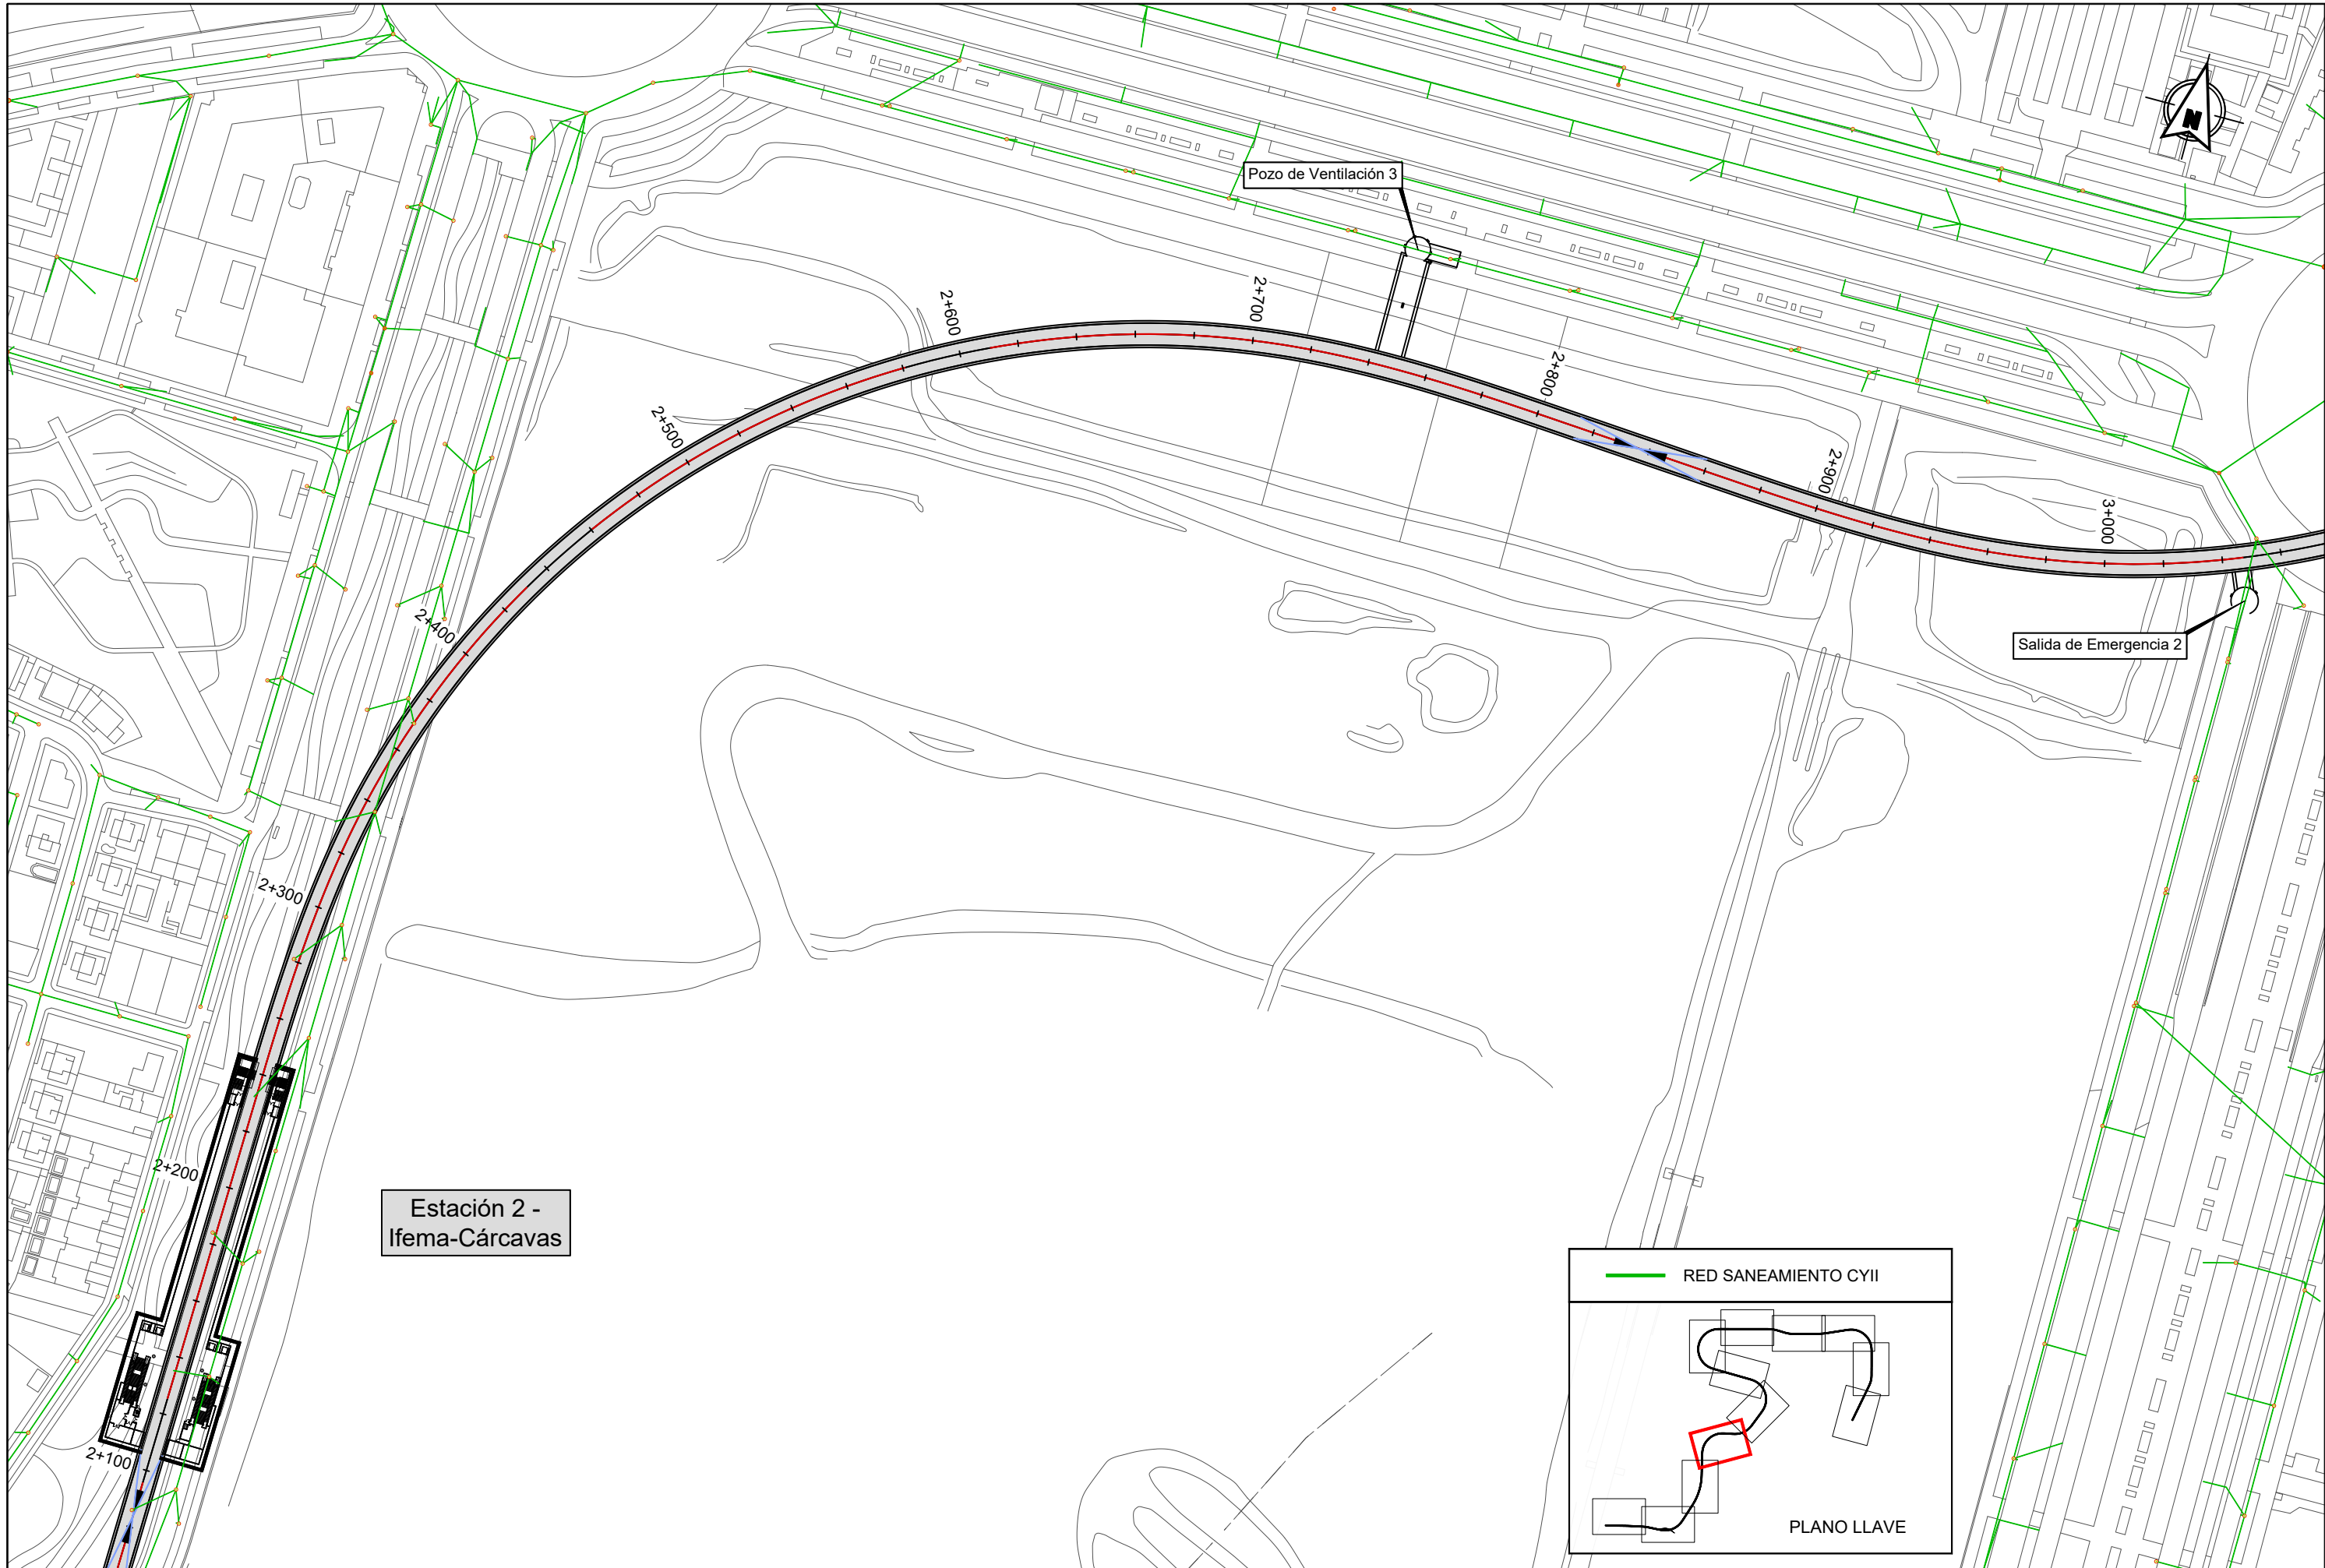 N
Pozo de Ventilación 3
2+600
2+700
2+800
2+500
2+900
3+000
2+400
Salida de Emergencia 2
2+300
2+200
Estación 2 -
Ifema-Cárcavas
RED SANEAMIENTO CYII
2+100
PLANO LLAVE